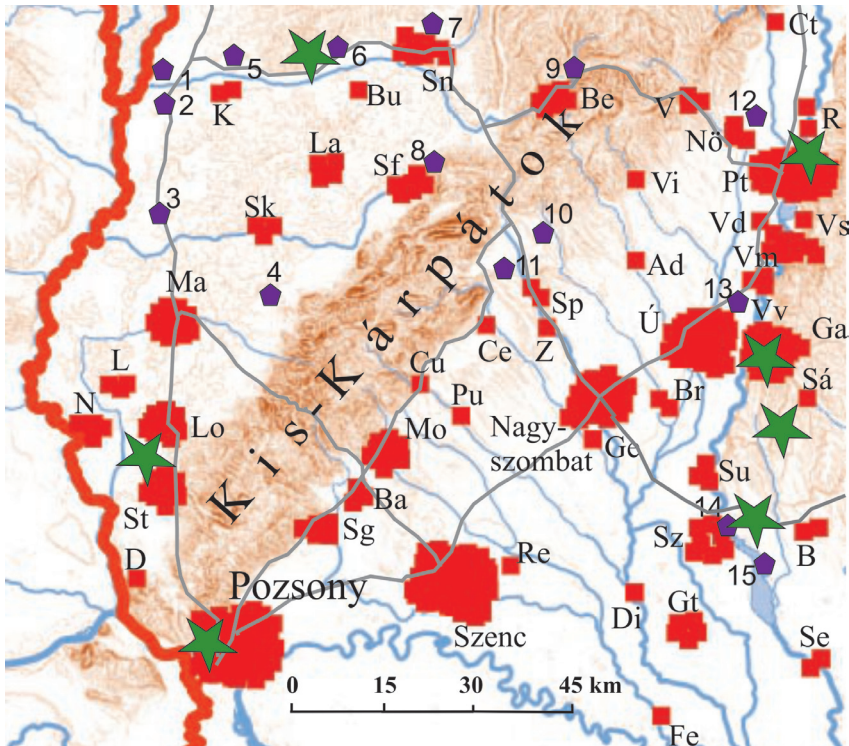 7
Ct
5
6
9
1
Sn
2
K
Bu
Be
V
12
R
Nö
La
8
Sf
Pt
Vi
3
Sk
10
Vd
Vs
4
11
Ad
Vm
Ma
Sp
13
Vv
Ú
Ga
Ce
Z
Kis-Kárpátok
L
Cu
Sá
N
Pu
Br
Lo
Mo
Nagy-
szombat
Ge
Su
St
Ba
14
Sg
Sz
B
D
Re
15
Pozsony
Di
Gt
Szenc
Se
0 15 30 45 km
Fe